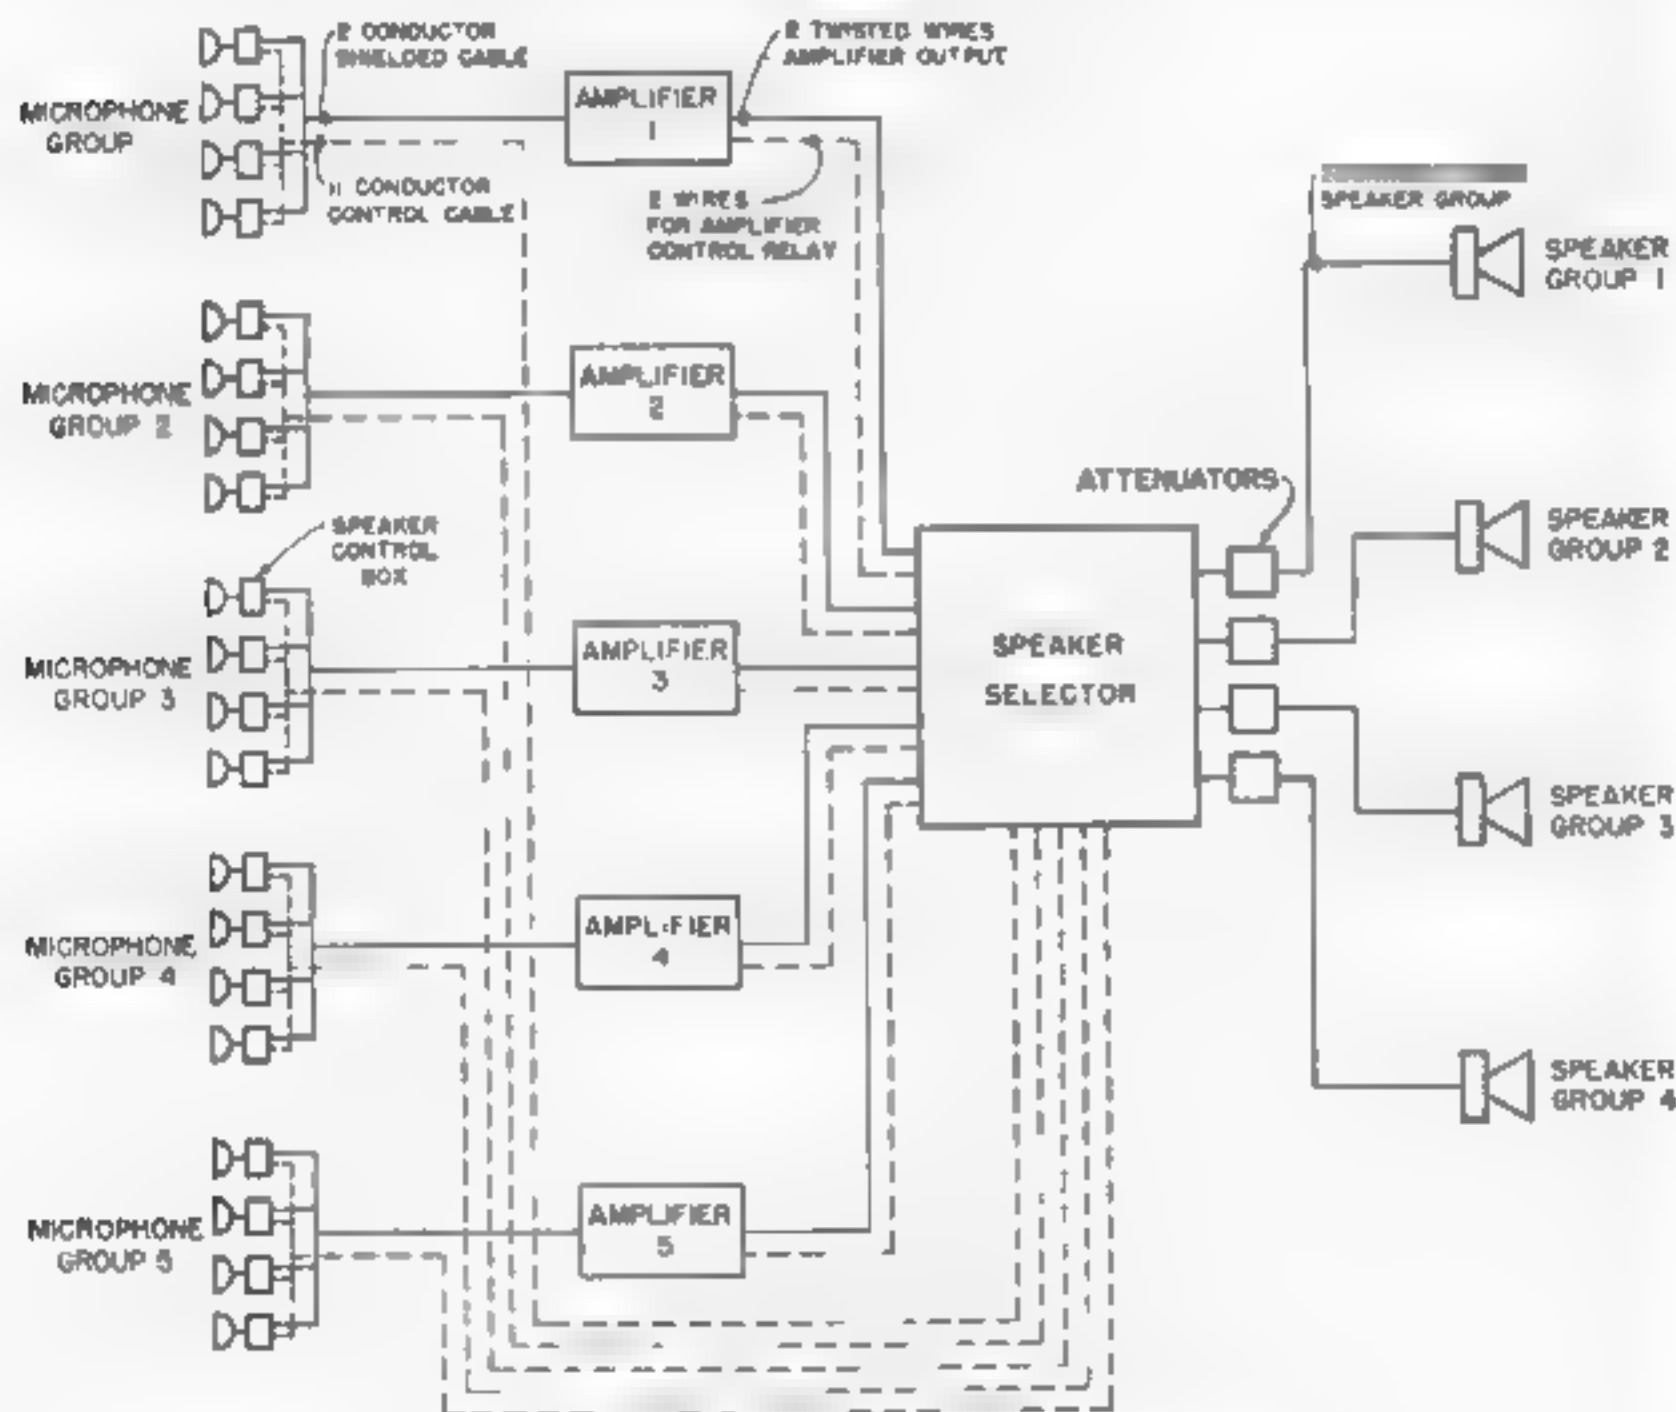 2 CONDUCTOR
SHIELDED CABLE
2 TWISTED WIRES
AMPLIFIER OUTPUT
MICROPHONE
GROUP
AMPLIFIER
1
11 CONDUCTOR
CONTROL CABLE
2 WIRES
FOR AMPLIFIER
CONTROL RELAY
SPEAKER GROUP
SPEAKER
GROUP 1
MICROPHONE
GROUP 2
AMPLIFIER
2
ATTENUATORS
SPEAKER
GROUP 2
SPEAKER
CONTROL
BOX
MICROPHONE
GROUP 3
AMPLIFIER
3
SPEAKER
SELECTOR
SPEAKER
GROUP 3
MICROPHONE
GROUP 4
AMPLIFIER
4
SPEAKER
GROUP 4
MICROPHONE
GROUP 5
AMPLIFIER
5